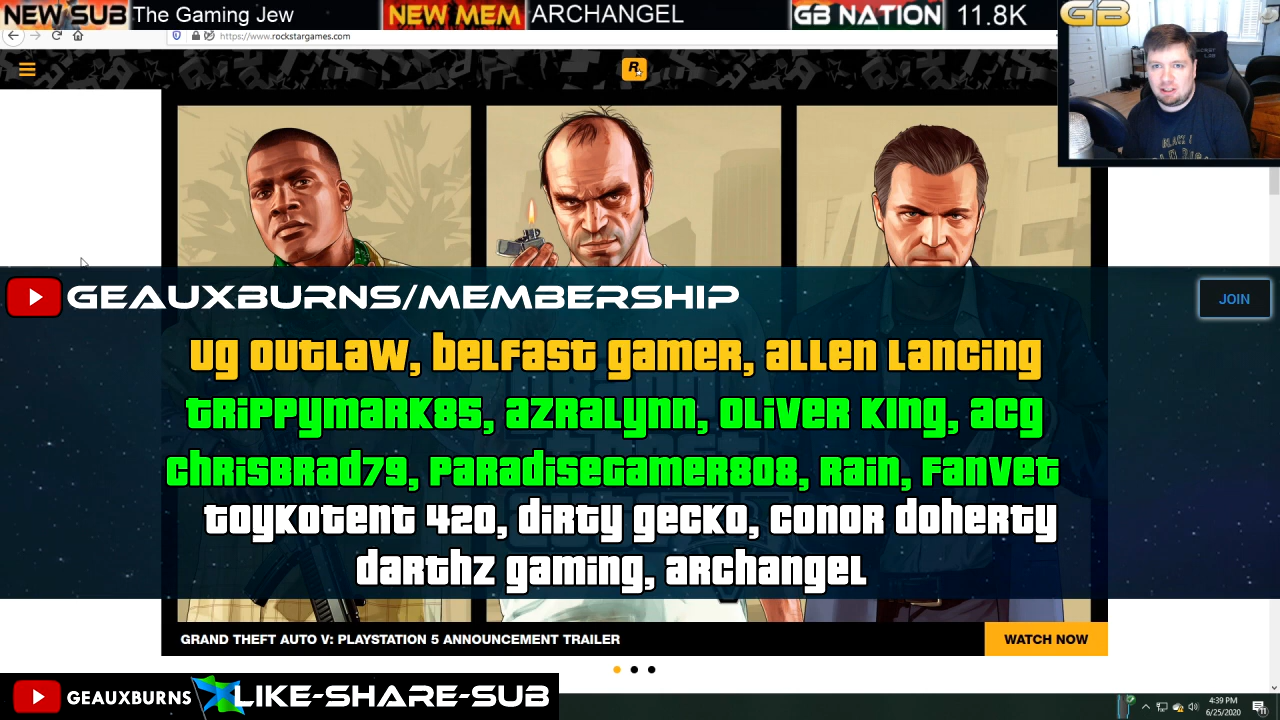 NEW SUB The Gaming Jew NEW MEM ARCHANGEL GB NATION 11.8K GB
https://www.rockstargames.com
R
GEAUXBURNS/MEMBERSHIP JOIN
UG OUTLAW, BELFAST GAMER, ALLEN LANCING
TRIPPYMARK85, AZRALYNN, OLIVER KING, ACG
CHRISBRAD79, PARADISEGAMER808, RAIN, FANVET
TOYKOTENT 420, DIRTY GECKO, CONOR DOHERTY
DARTHZ GAMING, ARCHANGEL
GRAND THEFT AUTO V: PLAYSTATION 5 ANNOUNCEMENT TRAILER WATCH NOW
GEAUXBURNS LIKE-SHARE-SUB
4:39 PM
6/25/2020